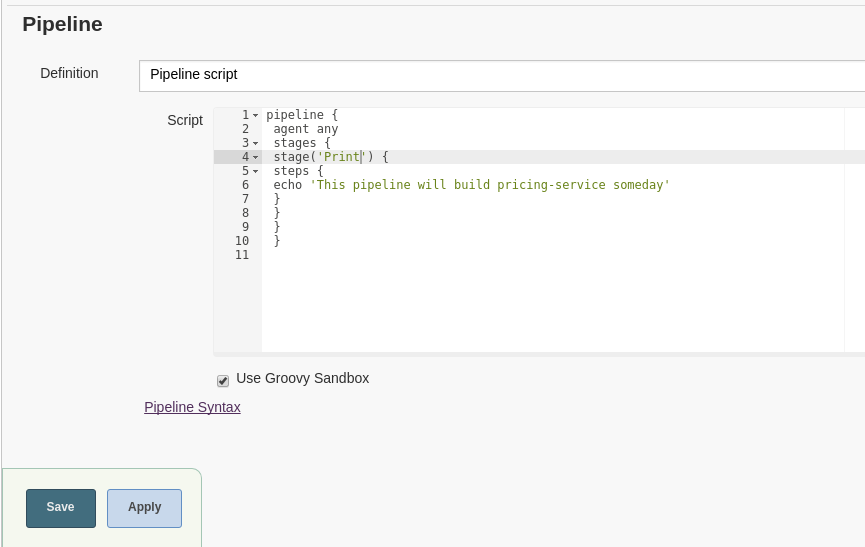 Pipeline
Definition
Pipeline script
Script
1 pipeline {
2 agent any
3 stages {
4 stage('Print') {
5 steps {
6 echo 'This pipeline will build pricing-service someday'
7 }
8 }
9 }
10 }
11
Use Groovy Sandbox
Pipeline Syntax
Save Apply